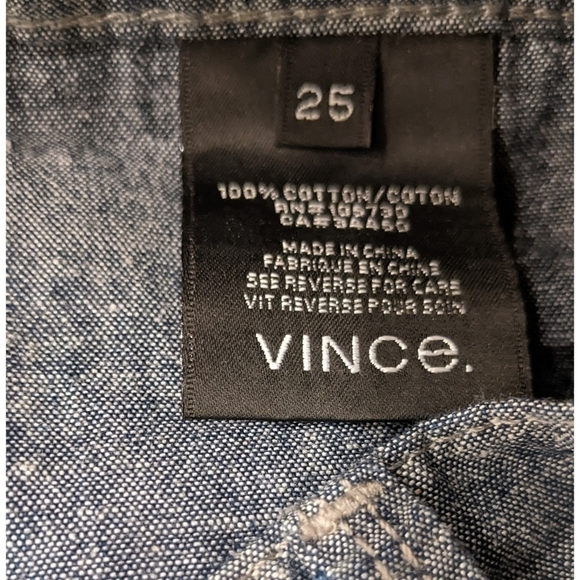 25
100% COTTON/COTON
RN# 105730
CA# 34460
MADE IN CHINA
FABRIQUE EN CHINE
SEE REVERSE FOR CARE
VIT REVERSE POUR SOIN
VINCE.